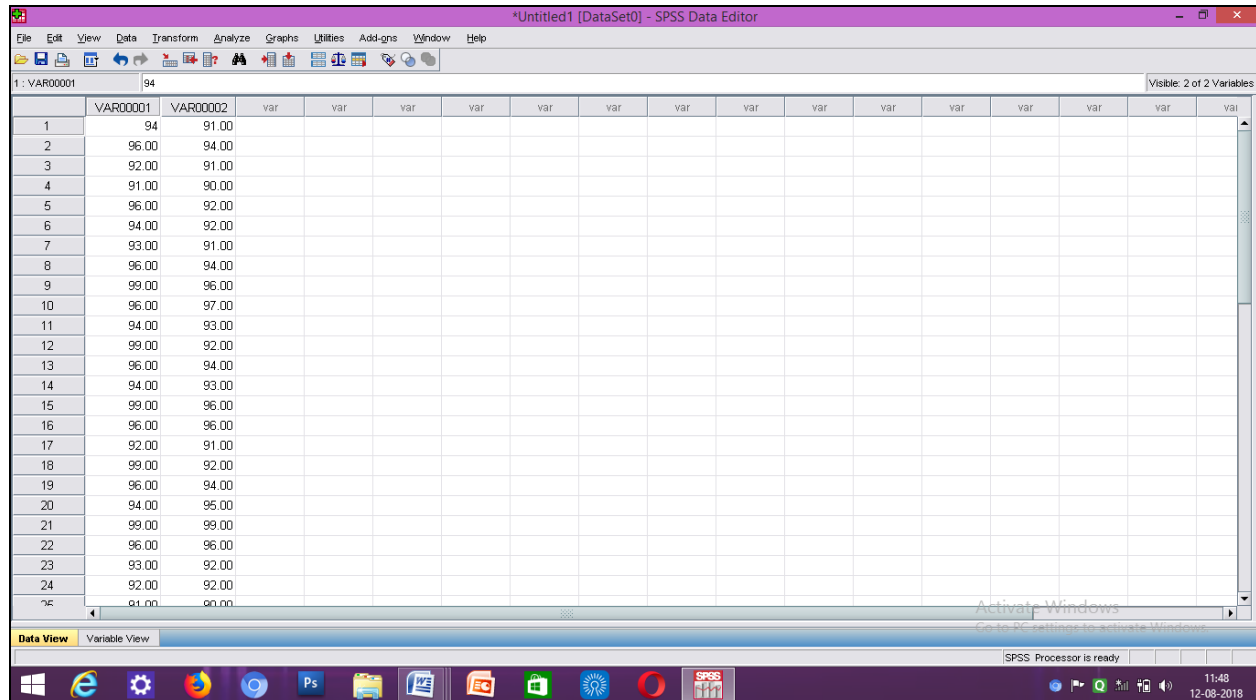 *Untitled1 [DataSet0] - SPSS Data Editor
File Edit View Data Transform Analyze Graphs Utilities Add-ons Window Help
1 : VAR00001 94 Visible: 2 of 2 Variables
VAR00001 VAR00002 var var var var var var var var var var var var var var var
1 94 91.00
2 96.00 94.00
3 92.00 91.00
4 91.00 90.00
5 96.00 92.00
6 94.00 92.00
7 93.00 91.00
8 96.00 94.00
9 99.00 96.00
10 96.00 97.00
11 94.00 93.00
12 99.00 92.00
13 96.00 94.00
14 94.00 93.00
15 99.00 96.00
16 96.00 96.00
17 92.00 91.00
18 99.00 92.00
19 96.00 94.00
20 94.00 95.00
21 99.00 99.00
22 96.00 96.00
23 93.00 92.00
24 92.00 92.00
25 91.00 90.00
Activate Windows
Go to PC settings to activate Windows.
Data View Variable View
SPSS Processor is ready
Ps SPSS Q 11:48
12-08-2018